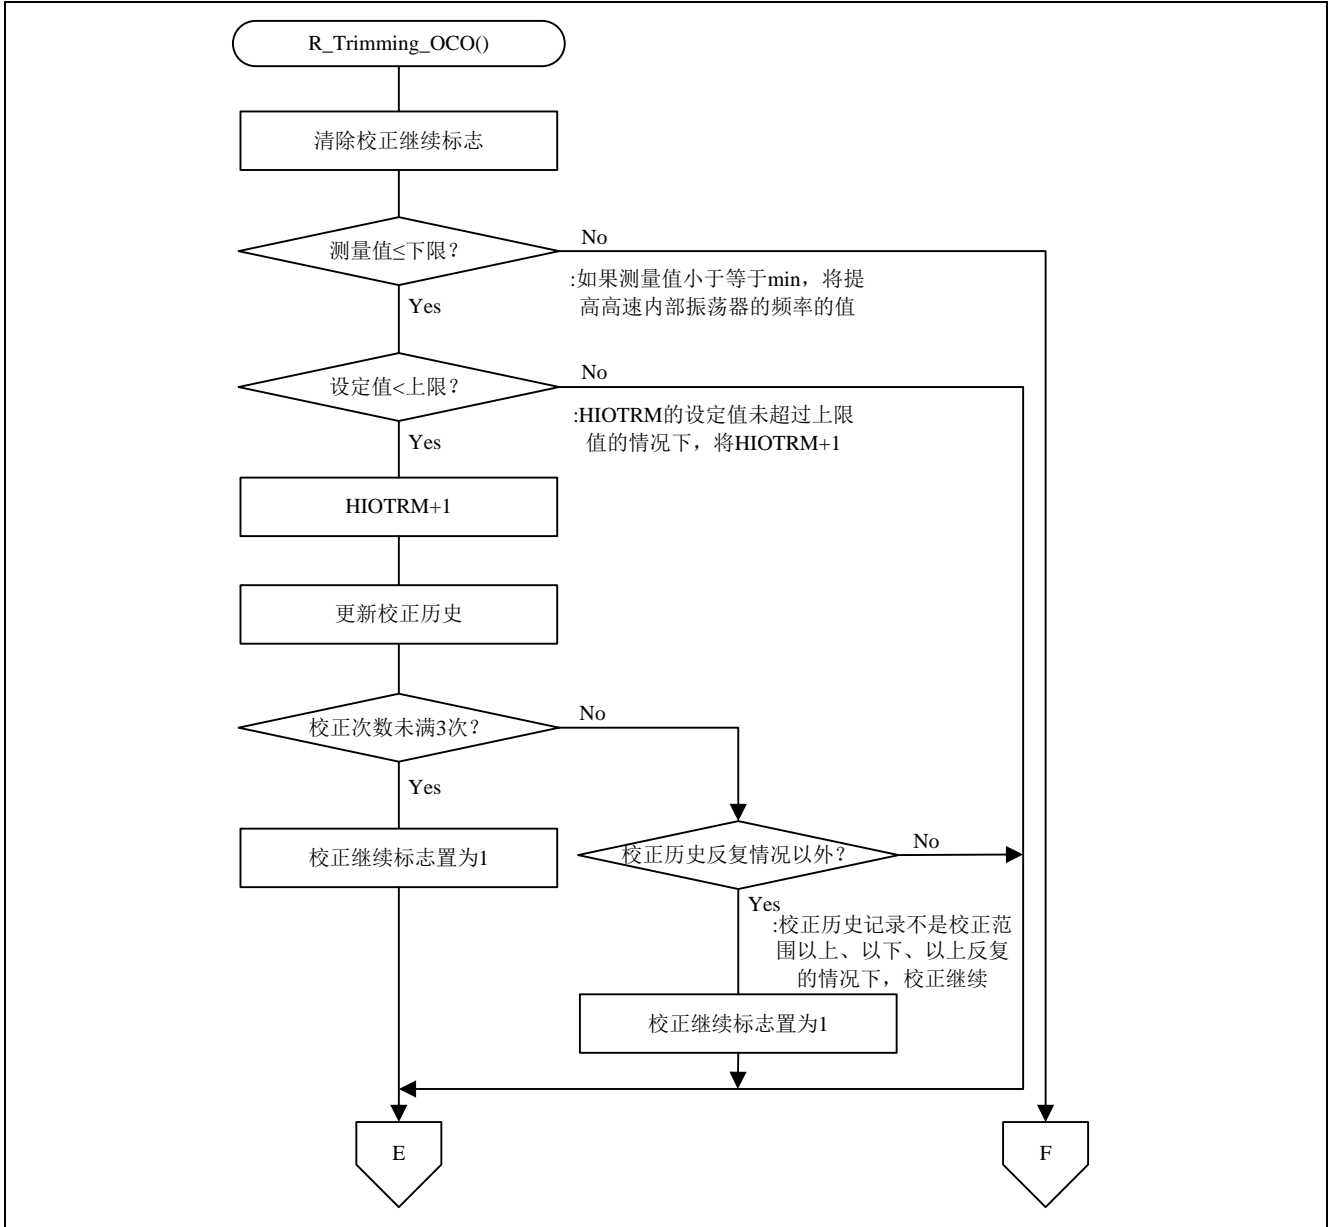 R_Trimming_OCO()
清除校正继续标志
测量值≤下限？
No
:如果测量值小于等于min，将提
高高速内部振荡器的频率的值
Yes
设定值<上限？
No
:HIOTRM的设定值未超过上限
值的情况下，将HIOTRM+1
Yes
HIOTRM+1
更新校正历史
校正次数未满3次？
No
Yes
校正继续标志置为1
校正历史反复情况以外？
No
Yes
:校正历史记录不是校正范
围以上、以下、以上反复
的情况下，校正继续
校正继续标志置为1
E
F